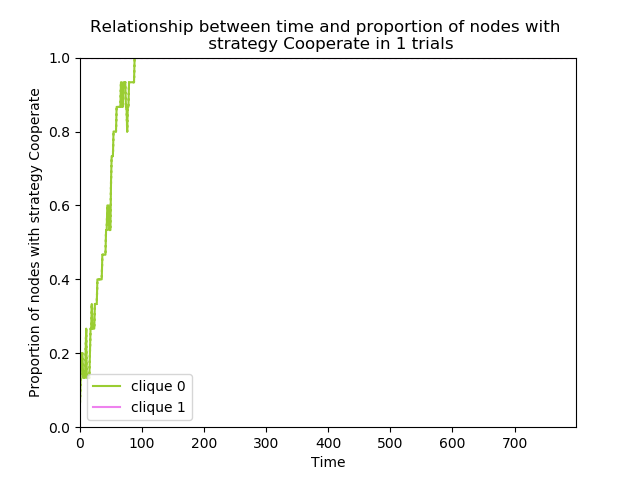 Relationship between time and proportion of nodes with
strategy Cooperate in 1 trials
Proportion of nodes with strategy Cooperate
1.0
0.8
0.6
0.4
0.2
0.0
clique 0
clique 1
0 100 200 300 400 500 600 700
Time